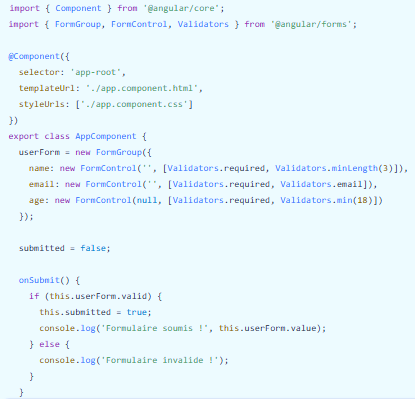 import { Component } from '@angular/core';
import { FormGroup, FormControl, Validators } from '@angular/forms';
@Component({
selector: 'app-root',
templateUrl: './app.component.html',
styleUrls: ['./app.component.css']
})
export class AppComponent {
userForm = new FormGroup({
name: new FormControl('', [Validators.required, Validators.minLength(3)]),
email: new FormControl('', [Validators.required, Validators.email]),
age: new FormControl(null, [Validators.required, Validators.min(18)])
});
submitted = false;
onSubmit() {
if (this.userForm.valid) {
this.submitted = true;
console.log('Formulaire soumis !', this.userForm.value);
} else {
console.log('Formulaire invalide !');
}
}